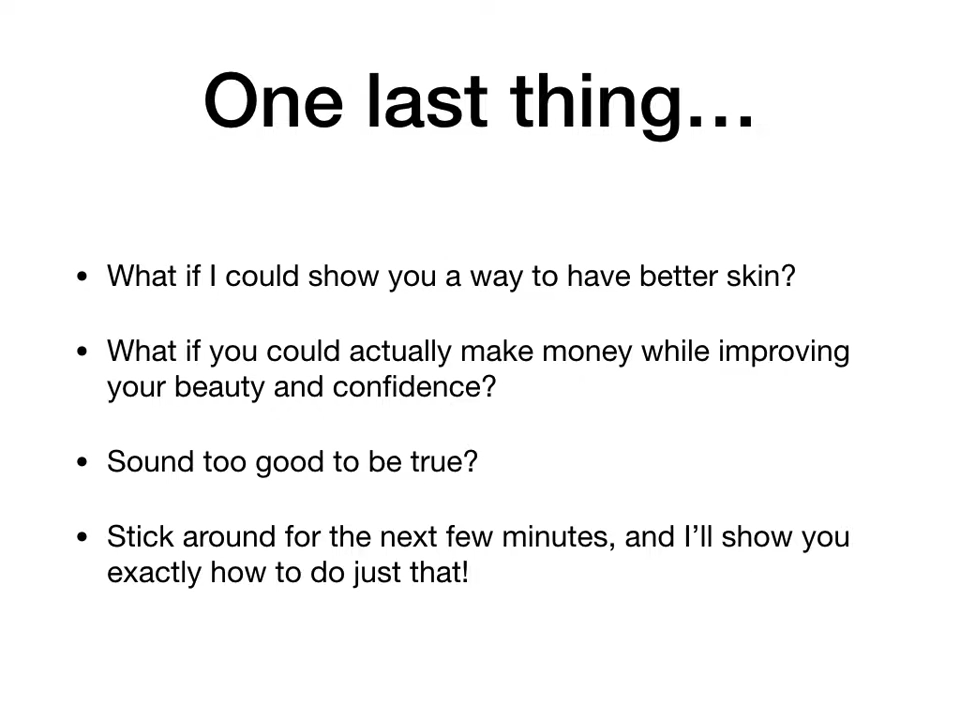 One last thing…
• What if I could show you a way to have better skin?
• What if you could actually make money while improving
your beauty and confidence?
• Sound too good to be true?
• Stick around for the next few minutes, and I’ll show you
exactly how to do just that!